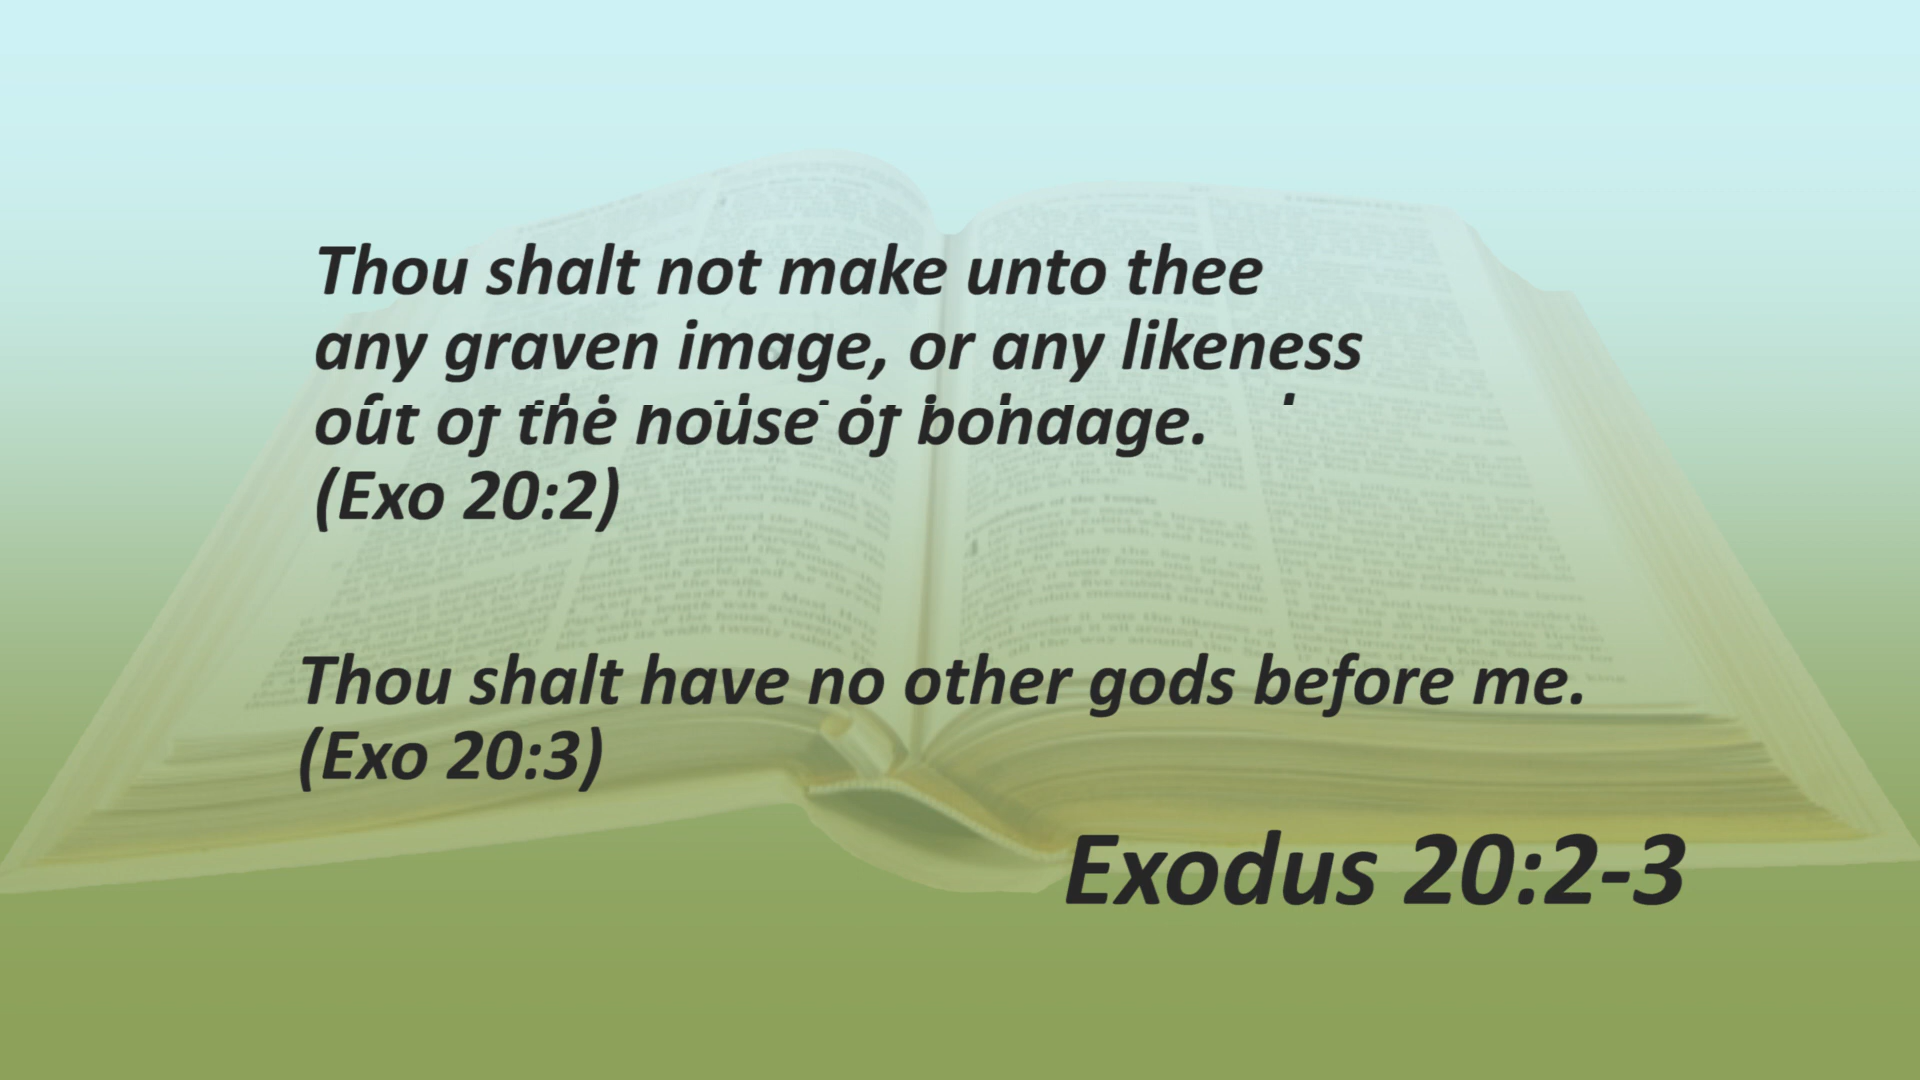 Thou shalt not make unto thee
any graven image, or any likeness
out of the house of bondage.
(Exo 20:2)
Thou shalt have no other gods before me.
(Exo 20:3)
Exodus 20:2-3